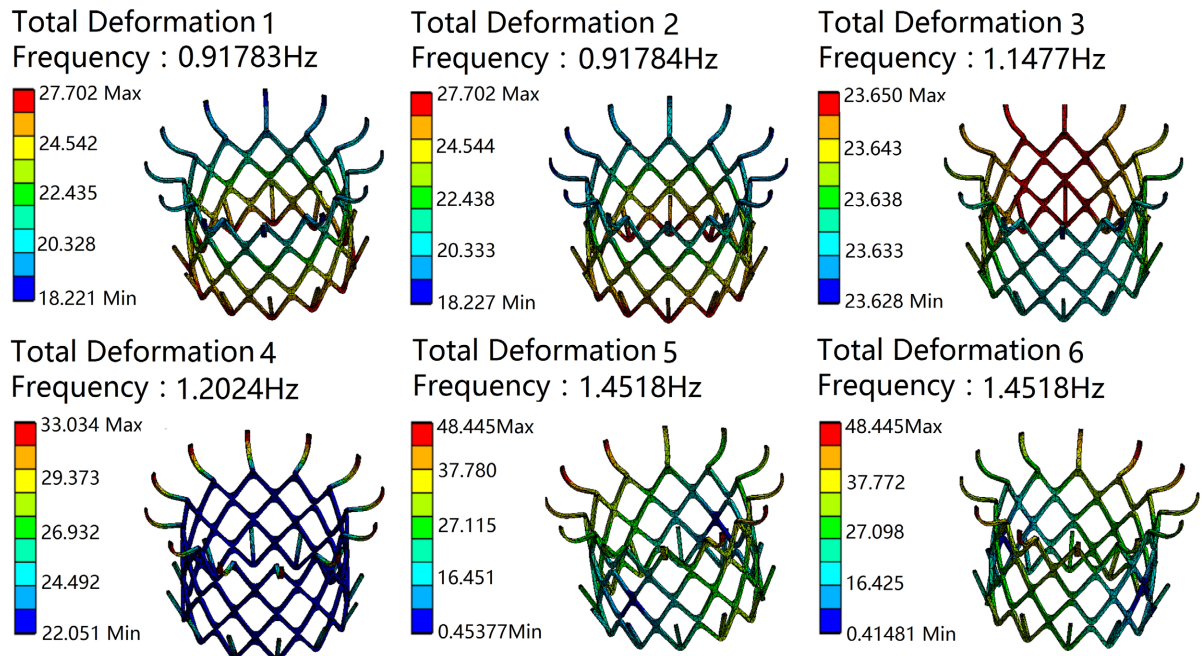 Total Deformation 1
Frequency : 0.91783Hz
27.702 Max
24.542
22.435
20.328
18.221 Min
Total Deformation 2
Frequency : 0.91784Hz
27.702 Max
24.544
22.438
20.333
18.227 Min
Total Deformation 3
Frequency : 1.1477Hz
23.650 Max
23.643
23.638
23.633
23.628 Min
Total Deformation 4
Frequency : 1.2024Hz
33.034 Max
29.373
26.932
24.492
22.051 Min
Total Deformation 5
Frequency : 1.4518Hz
48.445Max
37.780
27.115
16.451
0.45377Min
Total Deformation 6
Frequency : 1.4518Hz
48.445Max
37.772
27.098
16.425
0.41481 Min